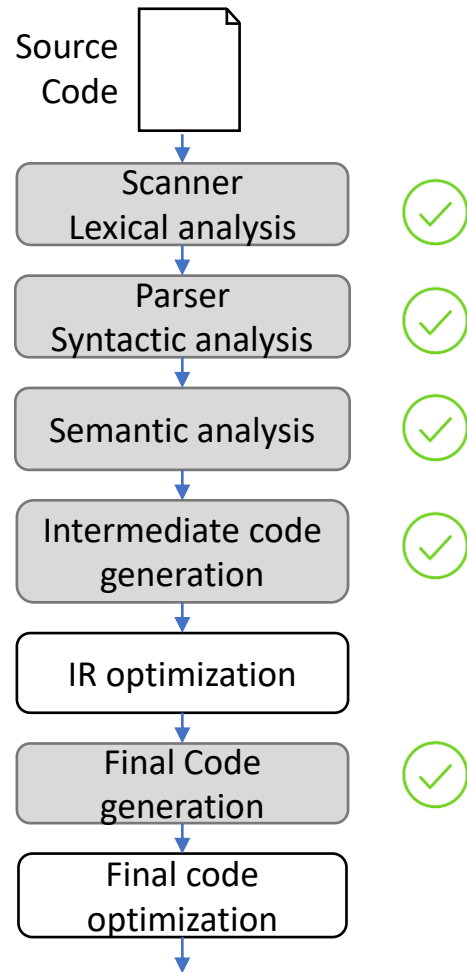 Source
Code
Scanner
Lexical analysis
Parser
Syntactic analysis
Semantic analysis
Intermediate code
generation
IR optimization
Final Code
generation
Final code
optimization